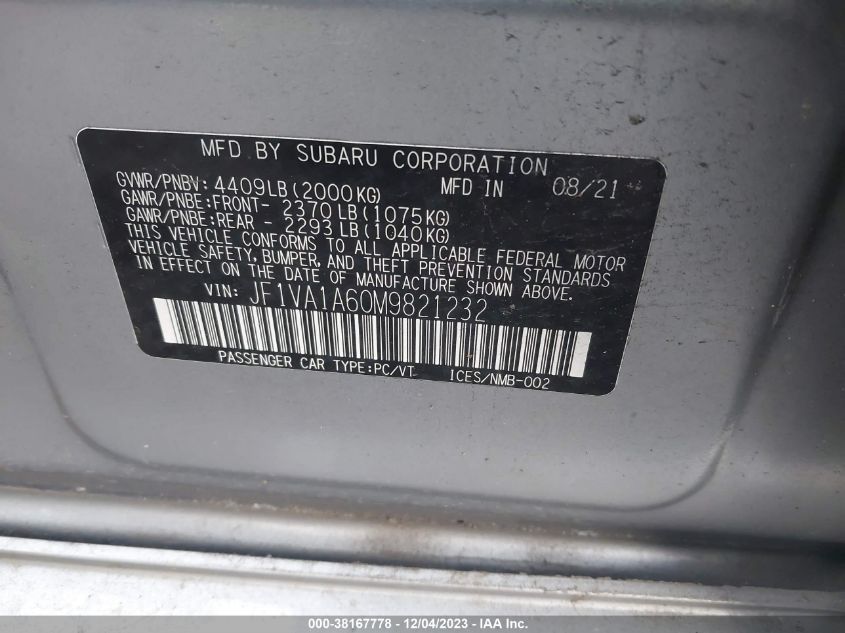 MFD BY SUBARU CORPORATION
GVWR/PNBV: 4409LB(2000KG) MFD IN 08/21
GAWR/PNBE:FRONT- 2370LB(1075KG)
GAWR/PNBE:REAR - 2293LB(1040KG)
THIS VEHICLE CONFORMS TO ALL APPLICABLE FEDERAL MOTOR
VEHICLE SAFETY, BUMPER, AND THEFT PREVENTION STANDARDS
IN EFFECT ON THE DATE OF MANUFACTURE SHOWN ABOVE.
VIN: JF1VA1A60M9821232
PASSENGER CAR TYPE:PC/VT ICES/NMB-002
000-38167778 - 12/04/2023 - IAA Inc.